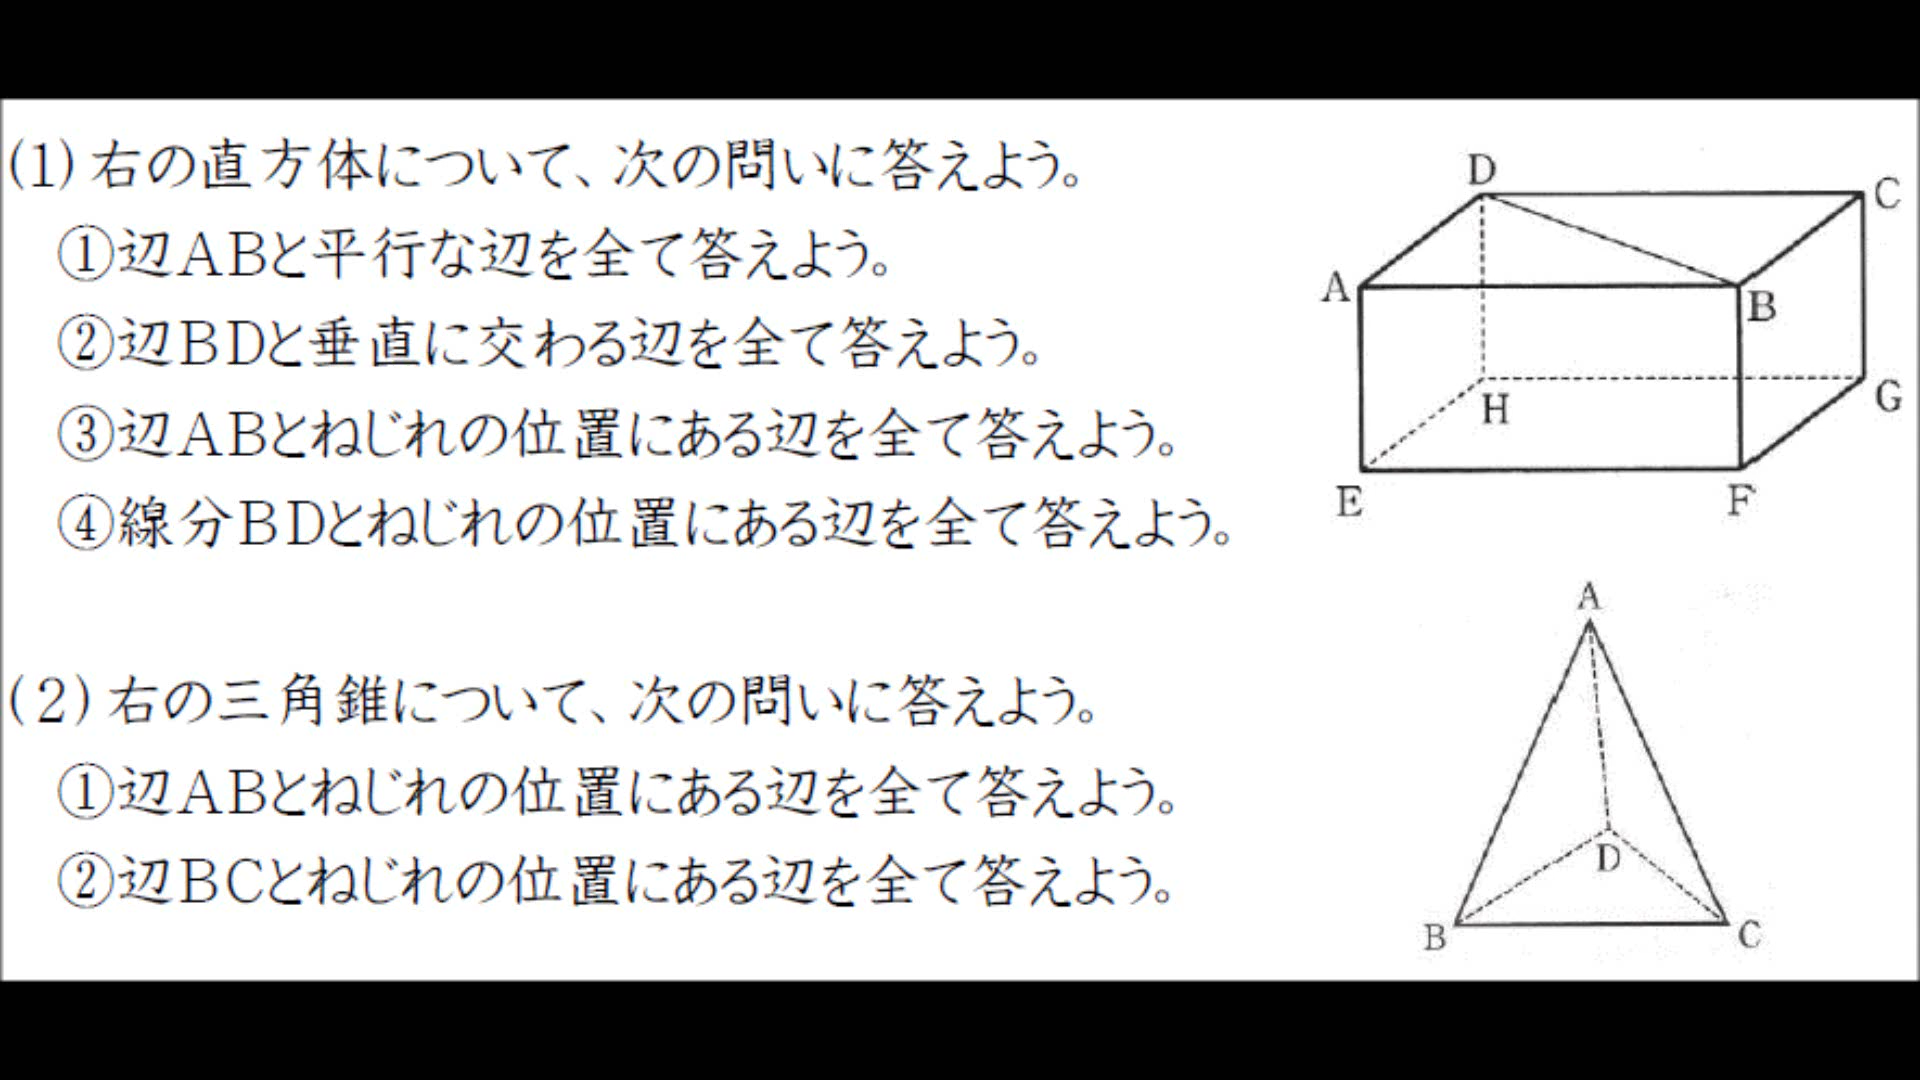 (1)右の直方体について、次の問いに答えよう。
①辺ABと平行な辺を全て答えよう。
②辺BDと垂直に交わる辺を全て答えよう。
③辺ABとねじれの位置にある辺を全て答えよう。
④線分BDとねじれの位置にある辺を全て答えよう。
D
C
A
B
H
G
E
F
(2)右の三角錐について、次の問いに答えよう。
①辺ABとねじれの位置にある辺を全て答えよう。
②辺BCとねじれの位置にある辺を全て答えよう。
A
D
B
C